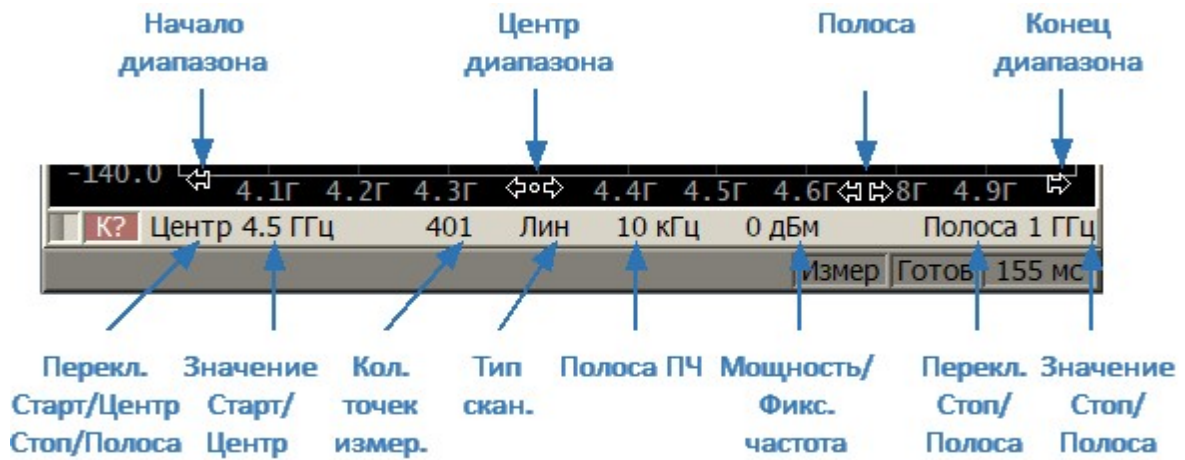 Начало диапазона
Центр диапазона
Полоса
Конец диапазона
-140.0
4.1Г 4.2Г 4.3Г 4.4Г 4.5Г 4.6Г 8Г 4.9Г
К? Центр 4.5 ГГц 401 Лин 10 кГц 0 дБм Полоса 1 ГГц
Измер Готов 155 мс
Перекл. Старт/Центр Стоп/Полоса
Значение Старт/ Центр
Кол. точек измер.
Тип скан.
Полоса ПЧ
Мощность/ Фикс. частота
Перекл. Стоп/ Полоса
Значение Стоп/ Полоса